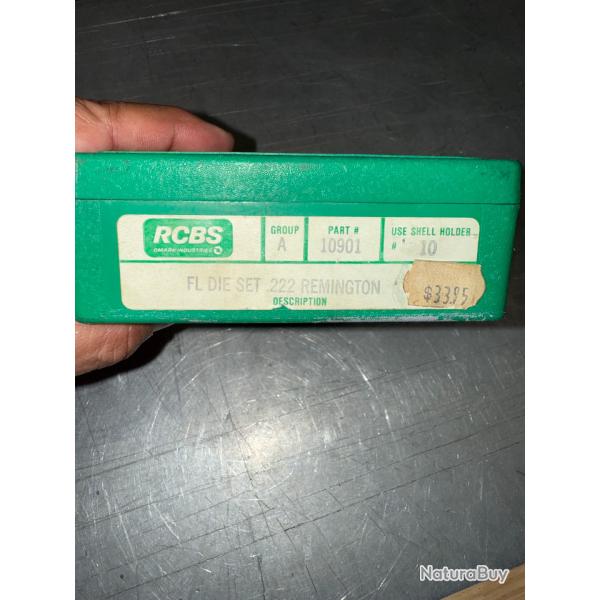 RCBS
OMARK INDUSTRIES
GROUP
A
PART #
10901
USE SHELL HOLDER
# 10
FL DIE SET .222 REMINGTON
DESCRIPTION
$33.95
NaturaBuy